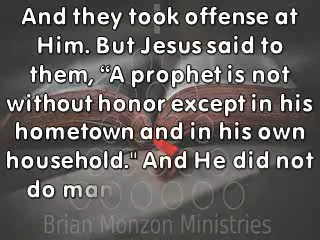 And they took offense at
Him. But Jesus said to
them, “A prophet is not
without honor except in his
hometown and in his own
household." And He did not
do man
Brian Monzon Ministries